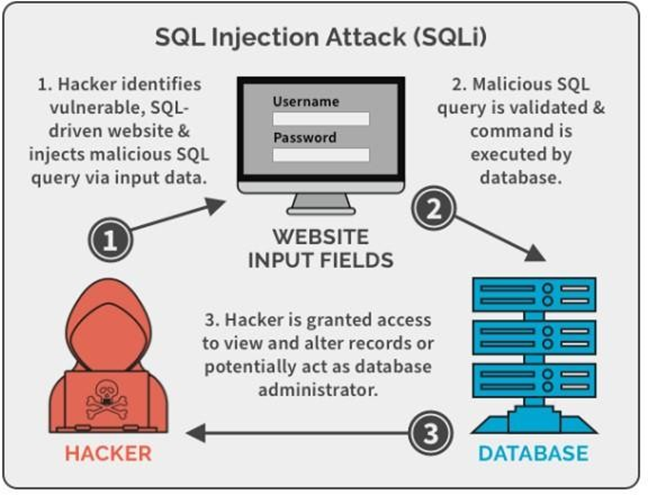 SQL Injection Attack (SQLi)
1. Hacker identifies
vulnerable, SQL-
driven website &
injects malicious SQL
query via input data.
Username
Password
2. Malicious SQL
query is validated &
command is
executed by
database.
1
2
WEBSITE
INPUT FIELDS
3. Hacker is granted access
to view and alter records or
potentially act as database
administrator.
3
HACKER
DATABASE